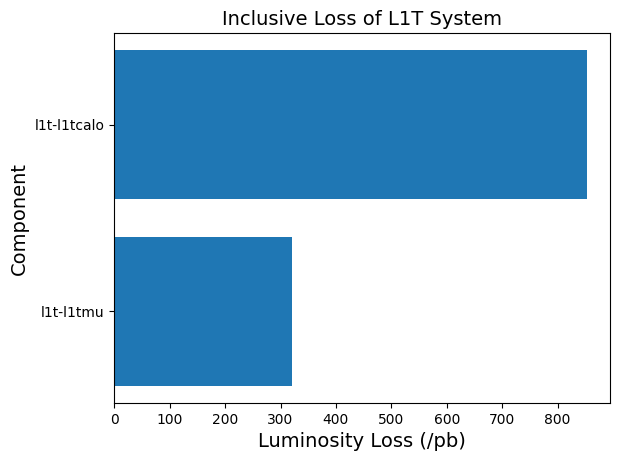 Inclusive Loss of L1T System
Component
l1t-l1tcalo
l1t-l1tmu
0 100 200 300 400 500 600 700 800
Luminosity Loss (/pb)